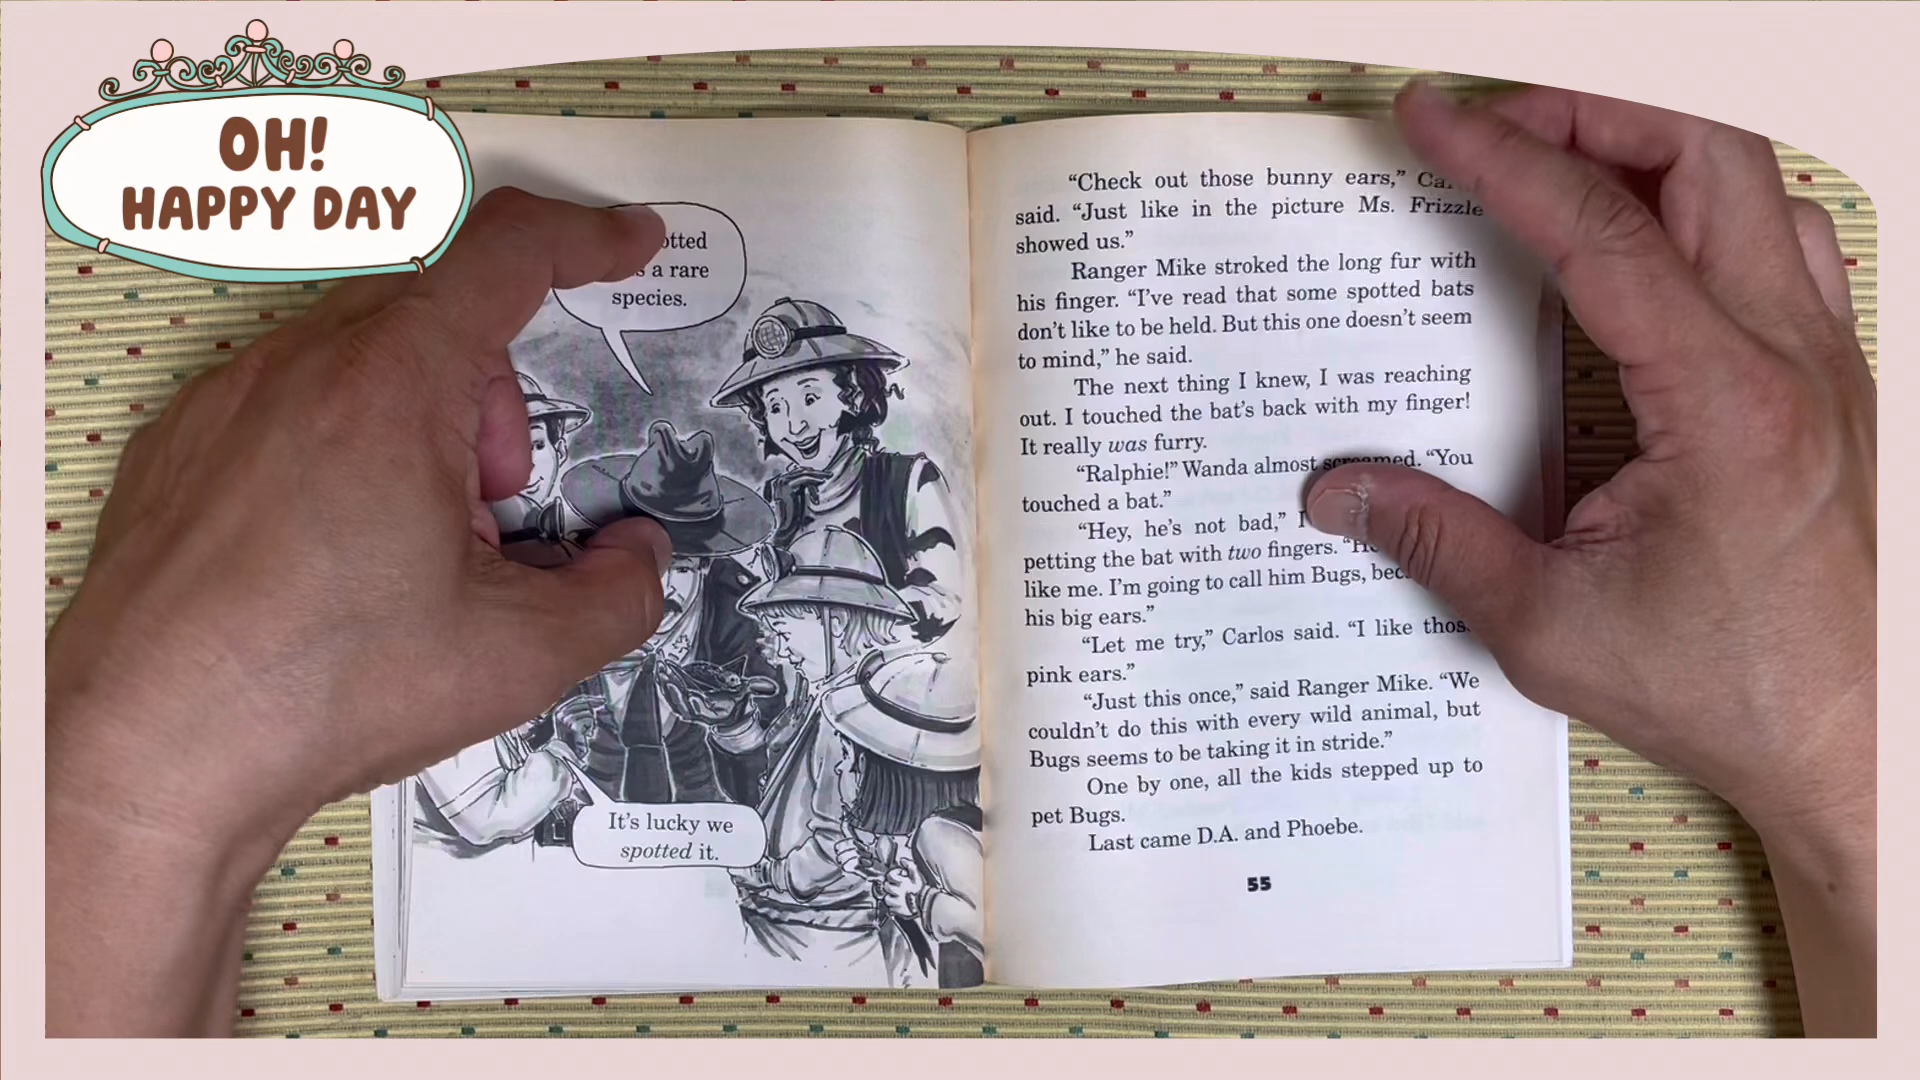 OH!
HAPPY DAY
a rare
species.
It's lucky we
spotted it.
“Check out those bunny ears,”
said. “Just like in the picture Ms. Frizzle
showed us.”
Ranger Mike stroked the long fur with
his finger. “I’ve read that some spotted bats
don’t like to be held. But this one doesn’t seem
to mind,” he said.
The next thing I knew, I was reaching
out. I touched the bat’s back with my finger!
It really was furry.
“Ralphie!” Wanda almost screamed. “You
touched a bat.”
“Hey, he’s not bad,” I
petting the bat with two fingers.
like me. I’m going to call him Bugs,
his big ears.”
“Let me try,” Carlos said. “I like
pink ears.”
“Just this once,” said Ranger Mike. “We
couldn’t do this with every wild animal, but
Bugs seems to be taking it in stride.”
One by one, all the kids stepped up to
pet Bugs.
Last came D.A. and Phoebe.
55